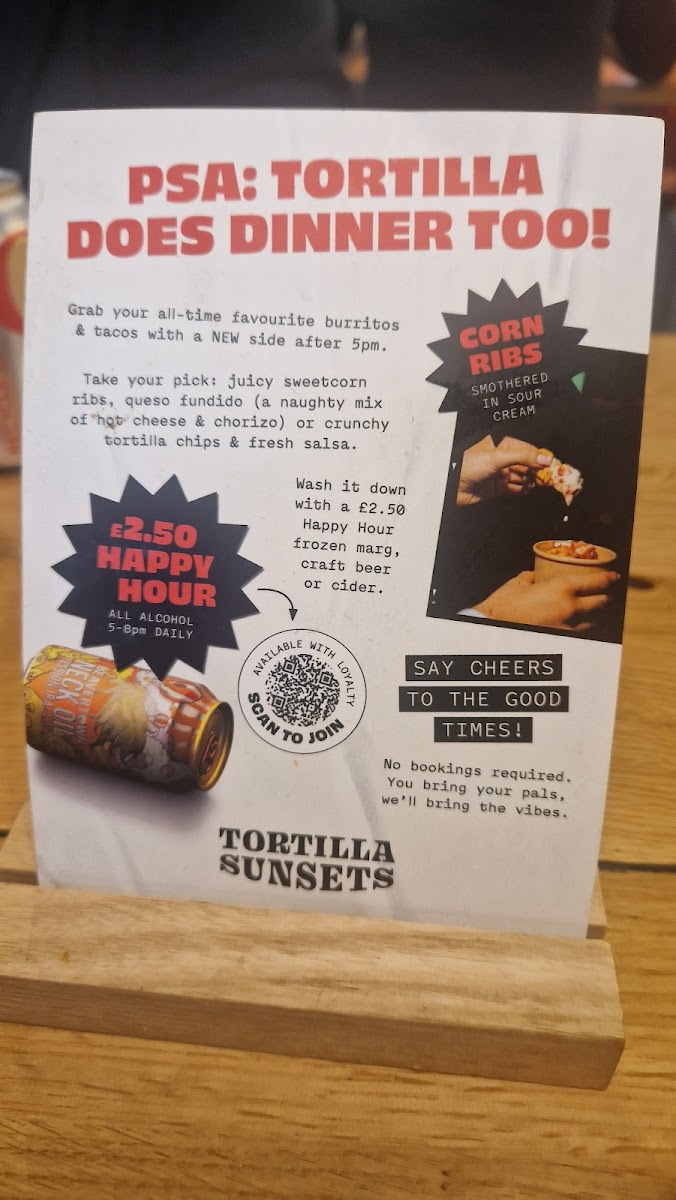 PSA: TORTILLA
DOES DINNER TOO!
Grab your all-time favourite burritos
& tacos with a NEW side after 5pm.
Take your pick: juicy sweetcorn
ribs, queso fundido (a naughty mix
of hot cheese & chorizo) or crunchy
tortilla chips & fresh salsa.
CORN
RIBS
SMOTHERED
IN SOUR
CREAM
Wash it down
with a £2.50
Happy Hour
frozen marg,
craft beer
or cider.
£2.50
HAPPY
HOUR
ALL ALCOHOL
5-8pm DAILY
AVAILABLE WITH LOYALTY
SCAN TO JOIN
NECK OIL
SAY CHEERS
TO THE GOOD
TIMES!
No bookings required.
You bring your pals,
we'll bring the vibes.
TORTILLA
SUNSETS